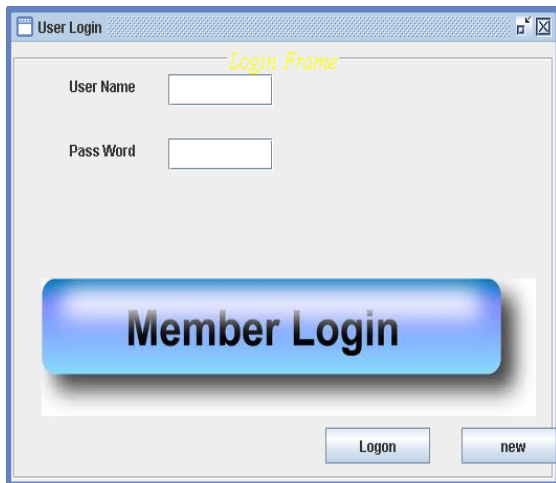 User Login
Login Frame
User Name
Pass Word
Member Login
Logon new